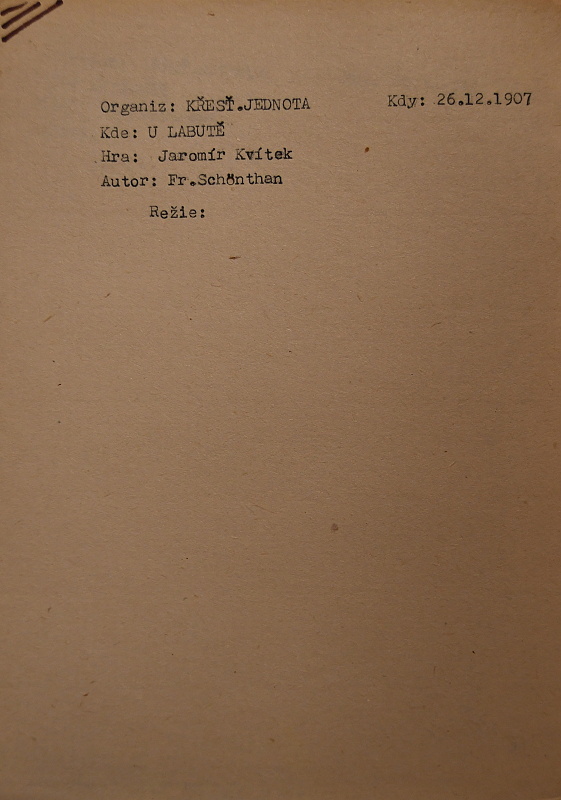 Organiz: KŘESŤ.JEDNOTA Kdy: 26.12.1907
Kde: U LABUTĚ
Hra: Jaromír Kvítek
Autor: Fr.Schönthan
Režie: